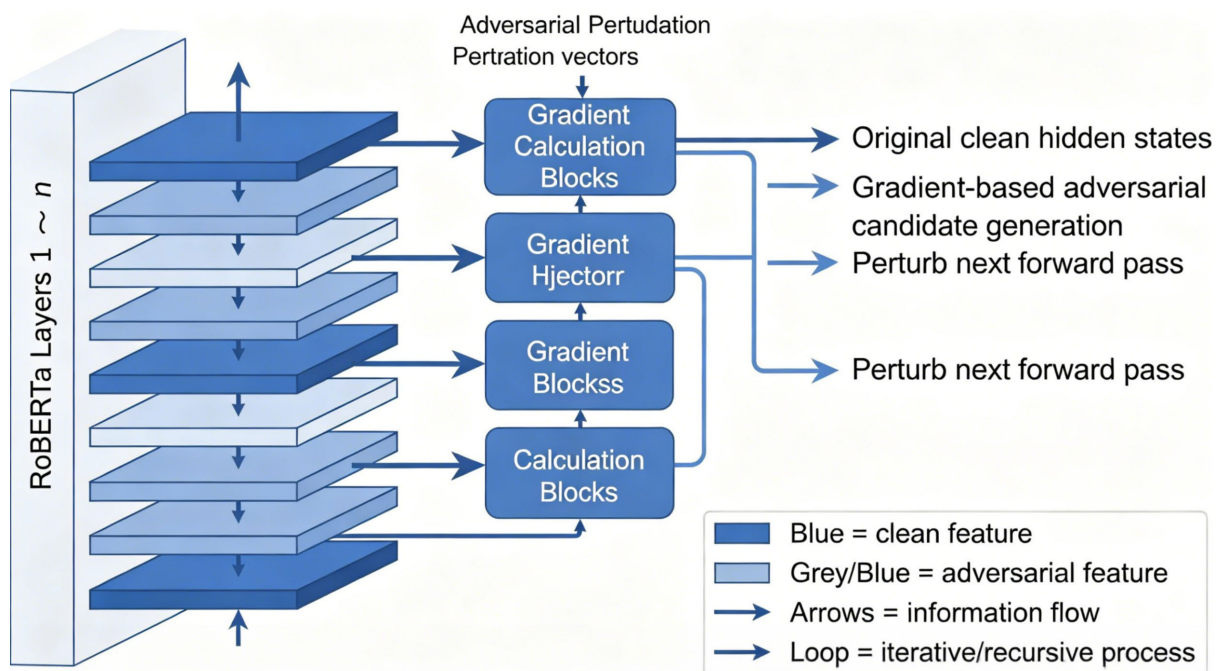 Adversarial Pertudation
Pertration vectors
RoBERTa Layers 1 ~ n
Gradient
Calculation
Blocks
Gradient
Hjectorr
Gradient
Blockss
Calculation
Blocks
Original clean hidden states
Gradient-based adversarial
candidate generation
Perturb next forward pass
Perturb next forward pass
Blue = clean feature
Grey/Blue = adversarial feature
Arrows = information flow
Loop = iterative/recursive process